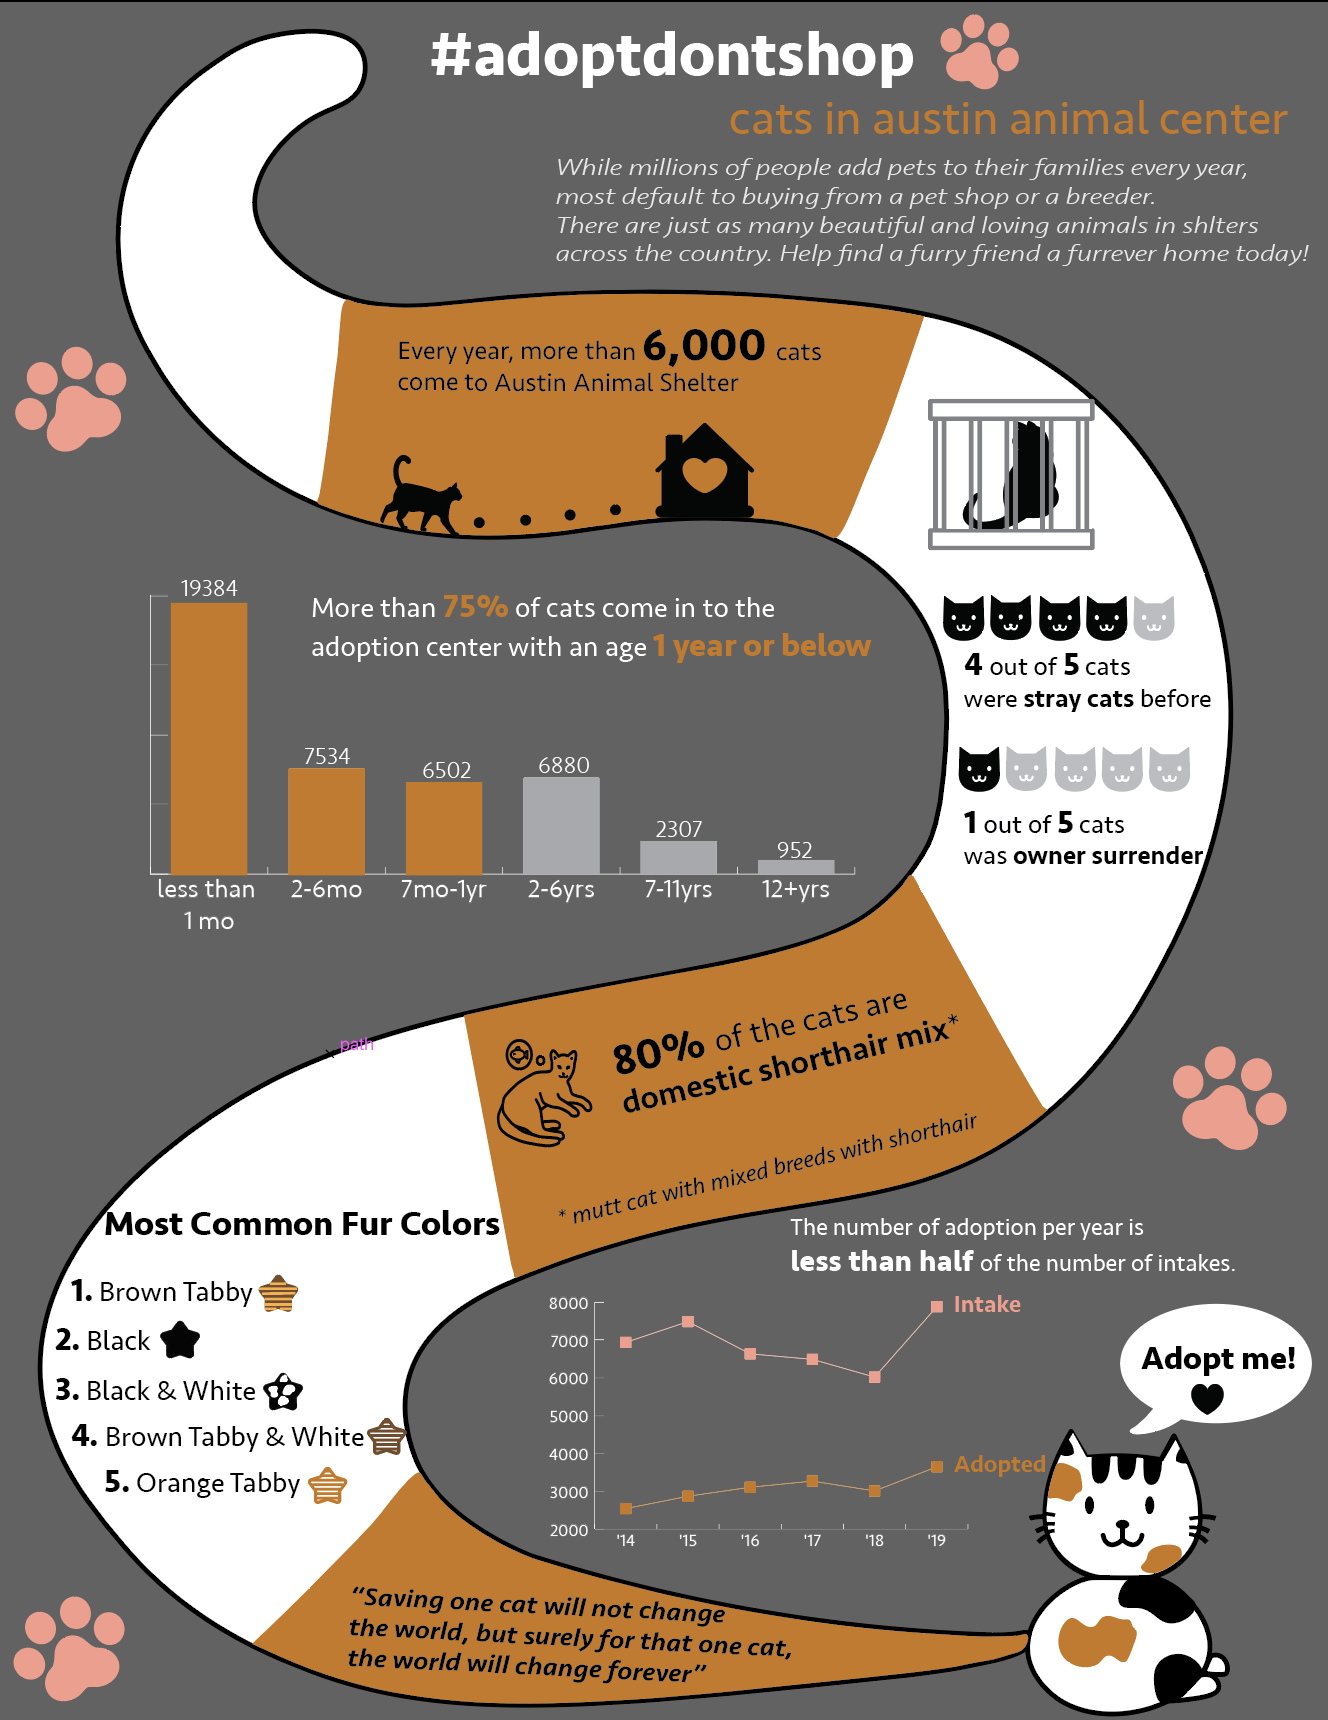 #adoptdontshop
cats in austin animal center
While millions of people add pets to their families every year,
most default to buying from a pet shop or a breeder.
There are just as many beautiful and loving animals in shlters
across the country. Help find a furry friend a furrever home today!
Every year, more than 6,000 cats
come to Austin Animal Shelter
4 out of 5 cats
were stray cats before
1 out of 5 cats
was owner surrender
More than 75% of cats come in to the
adoption center with an age 1 year or below
19384
7534
6502
6880
2307
952
less than
1 mo
2-6mo
7mo-1yr
2-6yrs
7-11yrs
12+yrs
80% of the cats are
domestic shorthair mix*
* mutt cat with mixed breeds with shorthair
path
Most Common Fur Colors
1. Brown Tabby
2. Black
3. Black & White
4. Brown Tabby & White
5. Orange Tabby
The number of adoption per year is
less than half of the number of intakes.
8000
7000
6000
5000
4000
3000
2000
Intake
Adopted
'14
'15
'16
'17
'18
'19
Adopt me!
“Saving one cat will not change
the world, but surely for that one cat,
the world will change forever”